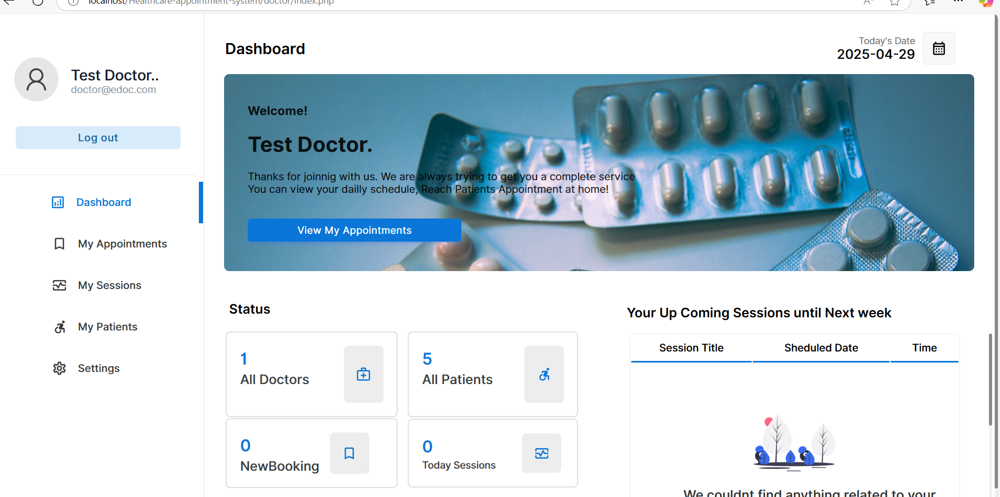 localhost/Healthcare-appointment-system/doctor/index.php
Test Doctor..
doctor@edoc.com
Log out
Dashboard
My Appointments
My Sessions
My Patients
Settings
Dashboard
Today's Date
2025-04-29
Welcome!
Test Doctor.
Thanks for joinnig with us. We are always trying to get you a complete service
You can view your dailly schedule, Reach Patients Appointment at home!
View My Appointments
Status
1
All Doctors
5
All Patients
0
NewBooking
0
Today Sessions
Your Up Coming Sessions until Next week
Session Title Sheduled Date Time
We couldnt find anything related to your